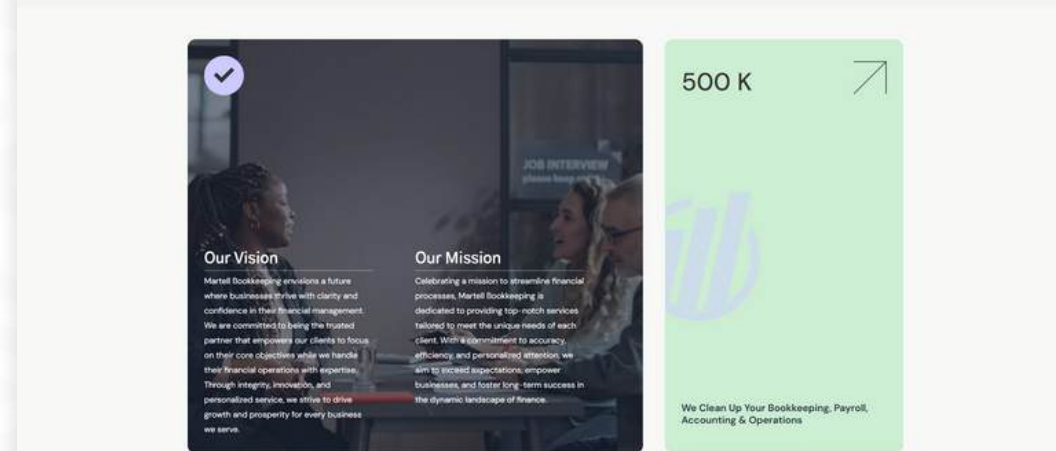 JOB INTERVIEW
please keep
Our Vision
Martell Bookkeeping envisions a future
where businesses thrive with clarity and
confidence in their financial management.
We are committed to being the trusted
partner that empowers our clients to focus
on their core objectives while we handle
their financial operations with expertise.
Through integrity, innovation, and
personalized service, we strive to drive
growth and prosperity for every business
we serve.
Our Mission
Celebrating a mission to streamline financial
processes, Martell Bookkeeping is
dedicated to providing top-notch services
tailored to meet the unique needs of each
client. With a commitment to accuracy,
efficiency, and personalized attention, we
aim to exceed expectations, empower
businesses, and foster long-term success in
the dynamic landscape of finance.
500 K
We Clean Up Your Bookkeeping, Payroll,
Accounting & Operations